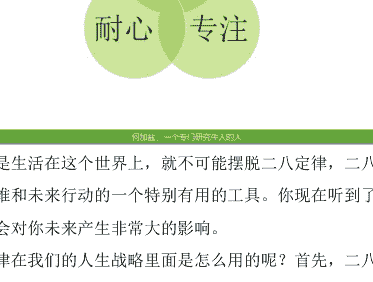 耐心 专注
何加盐，一个专门研究牛人的人
是生活在这个世界上，就不可能摆脱二八定律，二八
维和未来行动的一个特别有用的工具。你现在听到了
会对你未来产生非常大的影响。
律在我们的人生战略里面是怎么用的呢？首先，二八